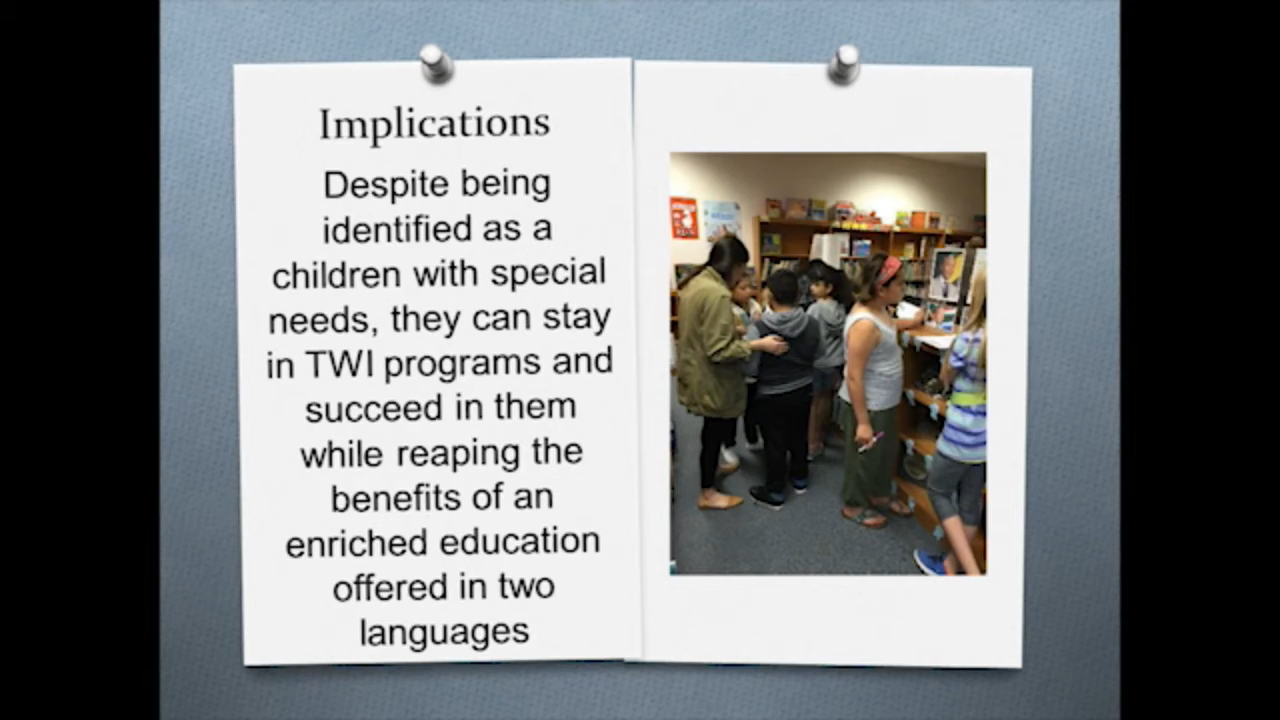 Implications
Despite being
identified as a
children with special
needs, they can stay
in TWI programs and
succeed in them
while reaping the
benefits of an
enriched education
offered in two
languages